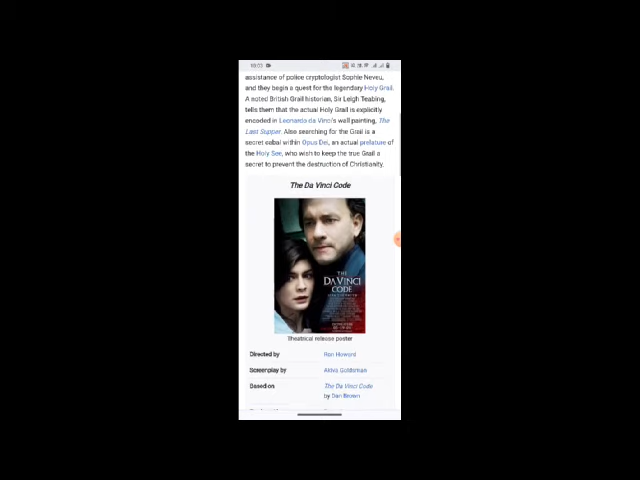 assistance of police cryptologist Sophie Neveu,
and they begin a quest for the legendary Holy Grail.
A noted British Grail historian, Sir Leigh Teabing,
tells them that the actual Holy Grail is explicitly
encoded in Leonardo da Vinci's wall painting, The
Last Supper. Also searching for the Grail is a
secret cabal within Opus Dei, an actual prelature of
the Holy See, who wish to keep the true Grail a
secret to prevent the destruction of Christianity.
The Da Vinci Code
THE
DA VINCI
CODE
Theatrical release poster
Directed by Ron Howard
Screenplay by Akiva Goldsman
Based on The Da Vinci Code
by Dan Brown